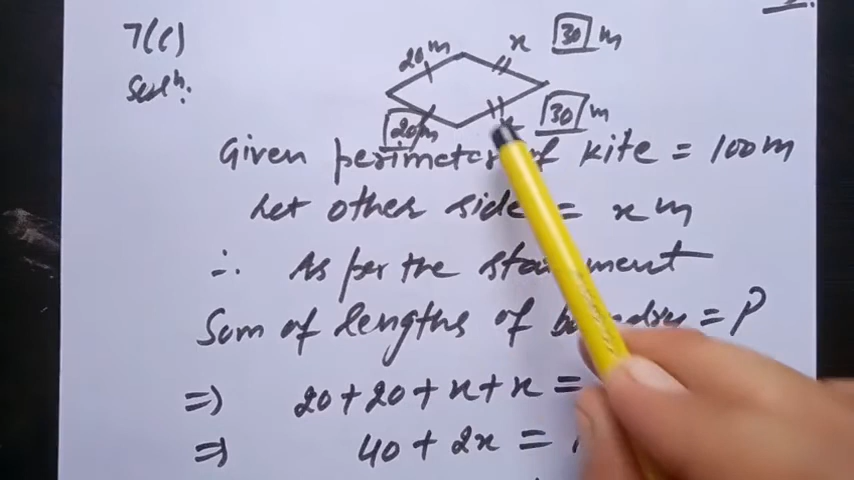 7(c)
Solⁿ:
20m x 30 m
20m 30 m
Given perimeter of kite = 100m
Let other side = x m
∴ As per the statement
Sum of lengths of boundry = P
=> 20+20+x+x =
=> 40+2x =